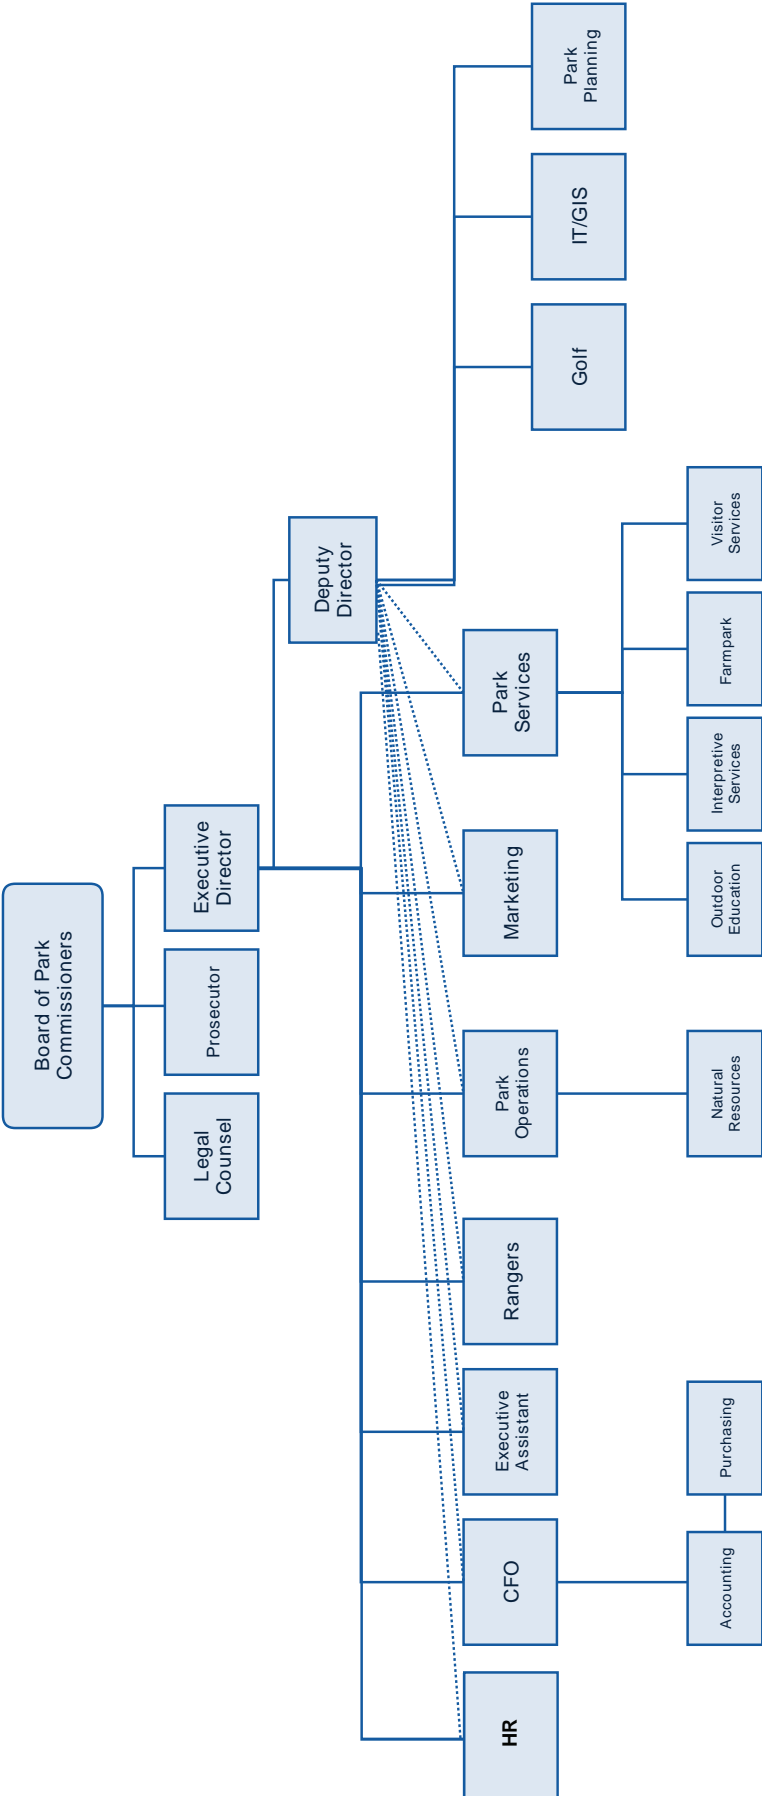 Board of Park
Commissioners
Legal
Counsel
Prosecutor
Executive
Director
Deputy
Director
HR
CFO
Executive
Assistant
Rangers
Park
Operations
Marketing
Park
Services
Golf
IT/GIS
Park
Planning
Accounting
Purchasing
Natural
Resources
Outdoor
Education
Interpretive
Services
Farmpark
Visitor
Services